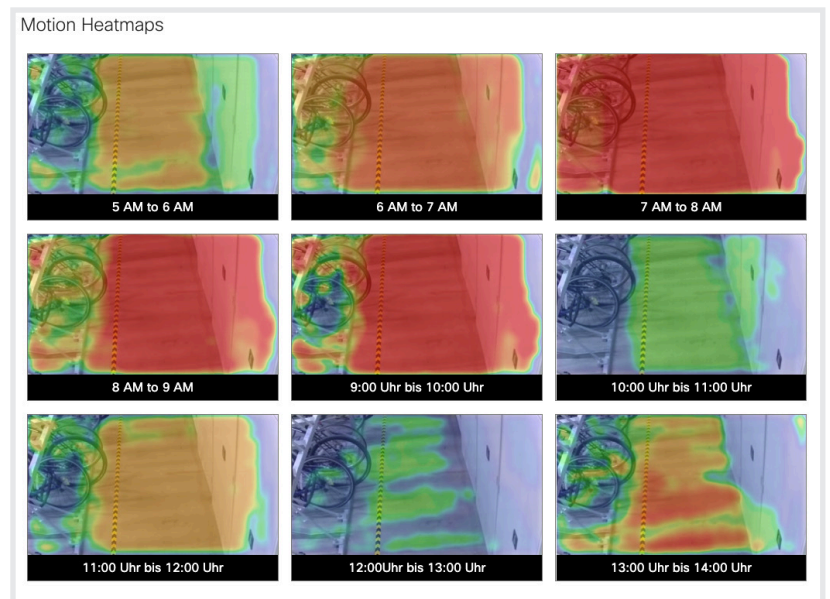 Motion Heatmaps
5 AM to 6 AM
6 AM to 7 AM
7 AM to 8 AM
8 AM to 9 AM
9:00 Uhr bis 10:00 Uhr
10:00 Uhr bis 11:00 Uhr
11:00 Uhr bis 12:00 Uhr
12:00Uhr bis 13:00 Uhr
13:00 Uhr bis 14:00 Uhr